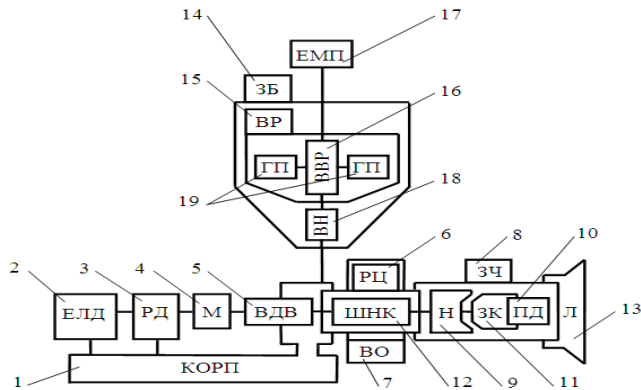 14
17
ЕМП
ЗБ
15
16
ВР
ГП
ВВР
ГП
18
19
ВН
6
8
10
2
3
4
5
РЦ
ЗЧ
ЕЛД
РД
М
ВДВ
ШНК
Н
ЗК
ПД
Л
13
КОРП
ВО
1
7
12
9
11